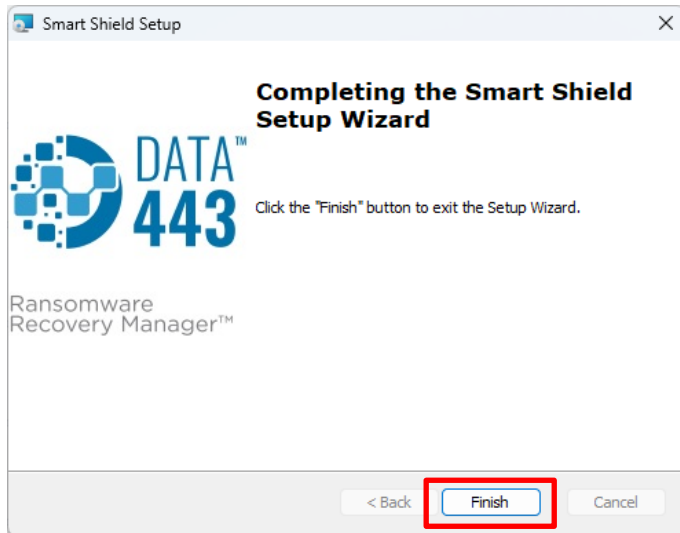 Smart Shield Setup
Completing the Smart Shield
Setup Wizard
DATA™
443
Click the "Finish" button to exit the Setup Wizard.
Ransomware
Recovery Manager™
< Back
Finish
Cancel